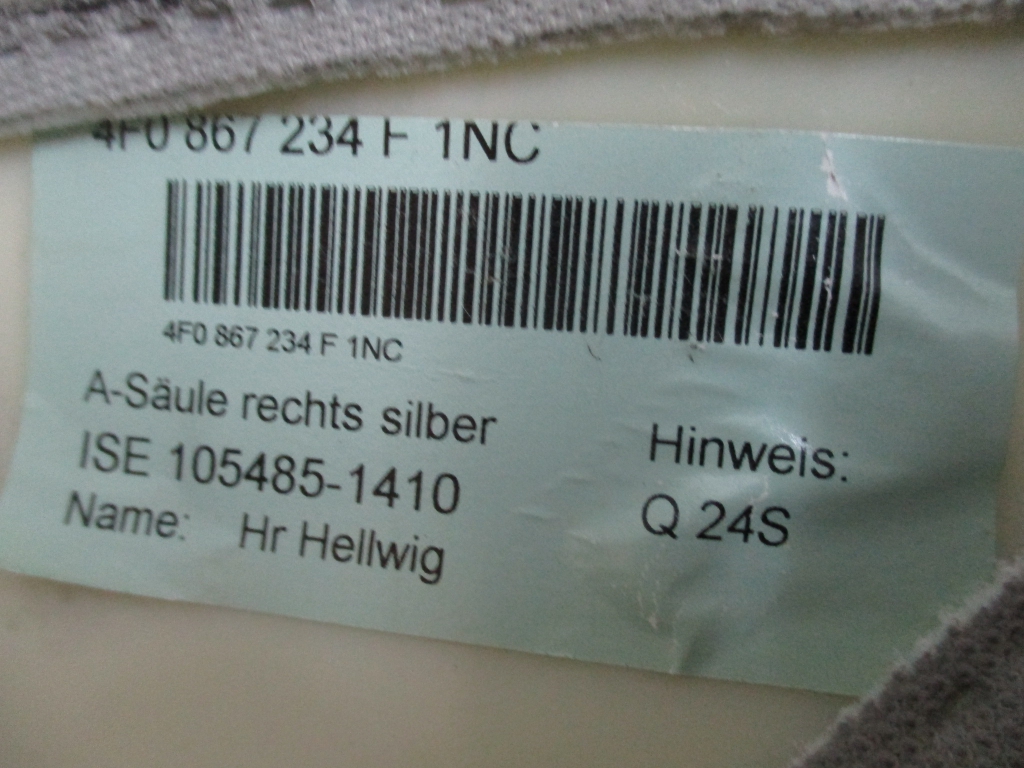 4F0 867 234 F 1NC
4F0 867 234 F 1NC
A-Säule rechts silber
ISE 105485-1410
Name: Hr Hellwig
Hinweis:
Q 24S